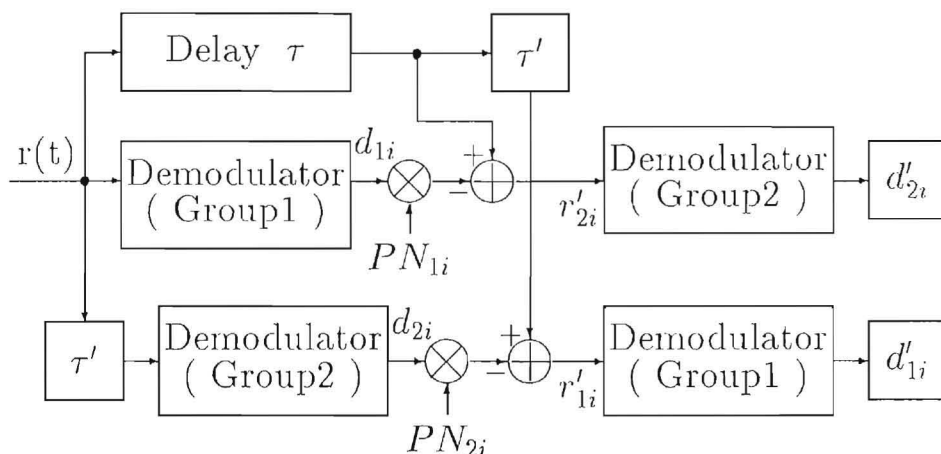 Delay τ
τ′
r(t)
Demodulator
( Group1 )
d₁ᵢ
PN₁ᵢ
+
−
r′₂ᵢ
Demodulator
( Group2 )
d′₂ᵢ
τ′
Demodulator
( Group2 )
d₂ᵢ
PN₂ᵢ
+
−
r′₁ᵢ
Demodulator
( Group1 )
d′₁ᵢ